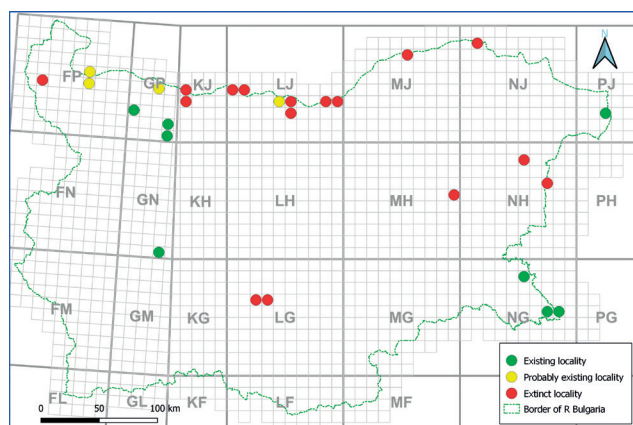 N
FP GP KJ LJ MJ NJ PJ
FN GN KH LH MH NH PH
FM GM KG LG MG NG PG
FL GL KF LF MF
Existing locality
Probably existing locality
Extinct locality
Border of R Bulgaria
0 50 100 km